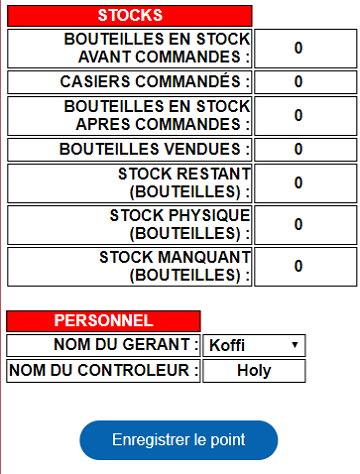 STOCKS
BOUTEILLES EN STOCK
AVANT COMMANDES : 0
CASIERS COMMANDÉS : 0
BOUTEILLES EN STOCK
APRES COMMANDES : 0
BOUTEILLES VENDUES : 0
STOCK RESTANT
(BOUTEILLES) : 0
STOCK PHYSIQUE
(BOUTEILLES) : 0
STOCK MANQUANT
(BOUTEILLES) : 0
PERSONNEL
NOM DU GERANT : Koffi
NOM DU CONTROLEUR : Holy
Enregistrer le point